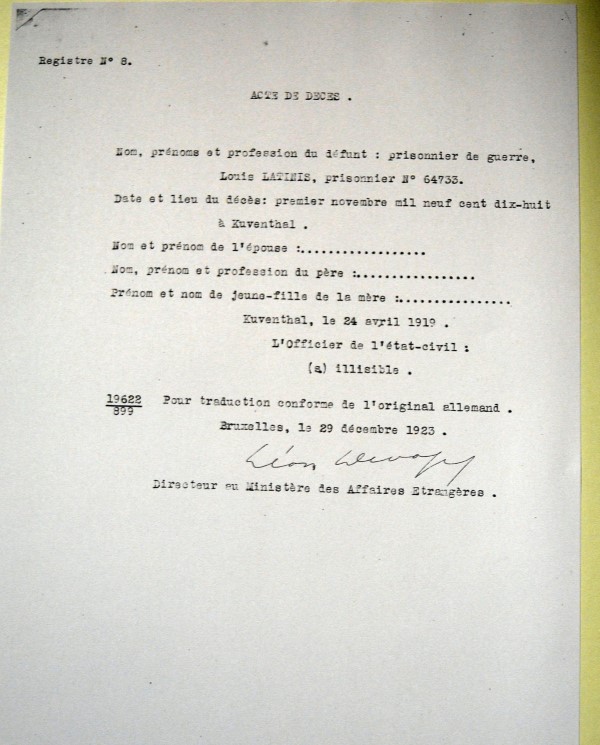 Registre N° 8.
ACTE DE DECES .
Nom, prénoms et profession du défunt : prisonnier de guerre,
Louis LATINIS, prisonnier N° 64733.
Date et lieu du décès: premier novembre mil neuf cent dix-huit
à Kuventhal .
Nom et prénom de l'épouse :..................
Nom, prénom et profession du père :.................
Prénom et nom de jeune-fille de la mère :................
Kuventhal, le 24 avril 1919 .
L'Officier de l'état-civil :
(a) illisible .
19622
899
Pour traduction conforme de l'original allemand .
Bruxelles, le 29 décembre 1923 .
Léon
Directeur au Ministère des Affaires Etrangères .